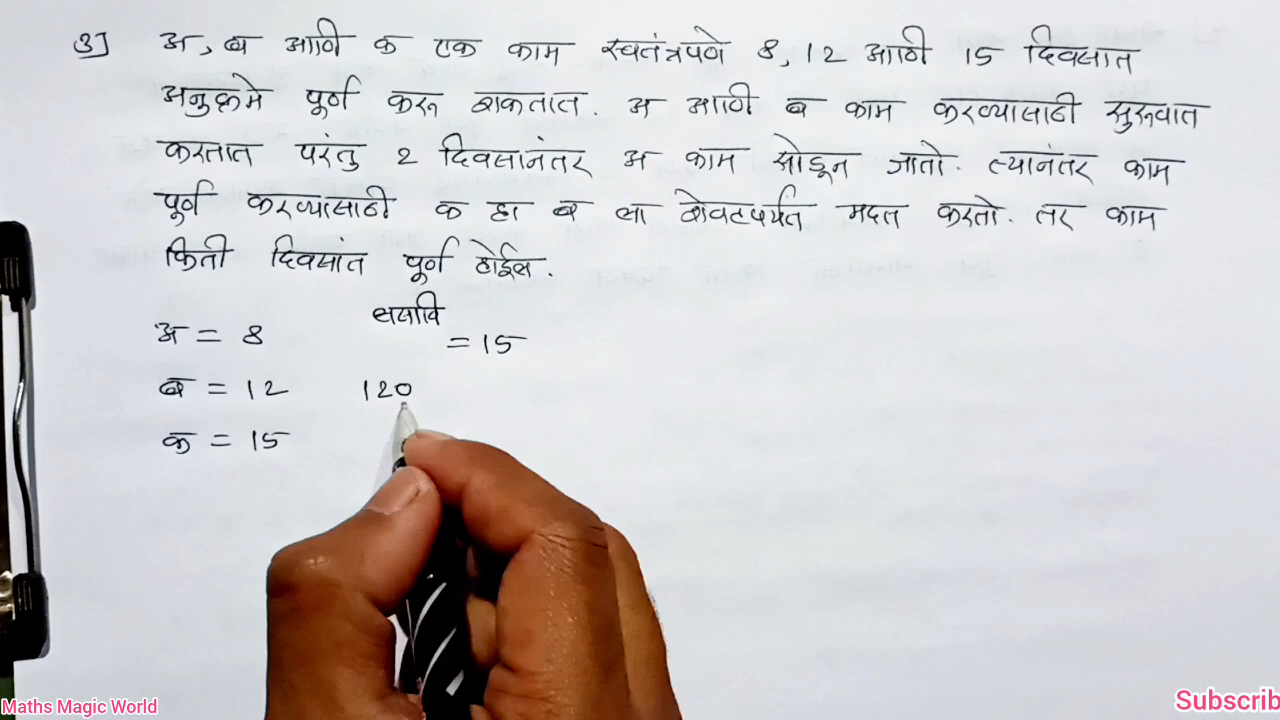 3] अ, ब आणि क एक काम स्वतंत्रपणे 8, 12 आणी 15 दिवसात
अनुक्रमे पूर्ण करू शकतात. अ आणी ब काम करण्यासाठी सुरूवात
करतात परंतु 2 दिवसानंतर अ काम सोडून जातो. त्यानंतर काम
पूर्ण करण्यासाठी क हा ब ला शेवटपर्यंत मदत करतो. तर काम
किती दिवसांत पूर्ण होईल.
लसावि
अ = 8 = 15
ब = 12 120
क = 15
Maths Magic World
Subscrib